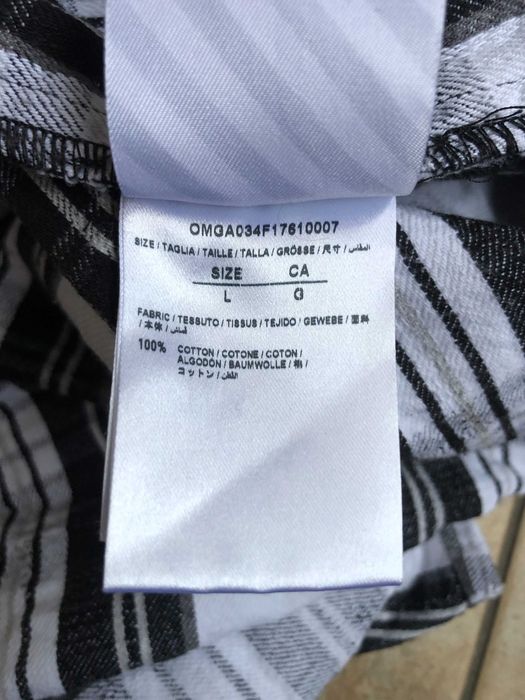 OMGA034F17610007
SIZE / TAGLIA / TAILLE / TALLA / GRÖSSE / 尺寸 / المقاس /
SIZE CA
L G
FABRIC / TESSUTO / TISSUS / TEJIDO / GEWEBE / 面料
/ 本体 / قماش /
100% COTTON / COTONE / COTON /
ALGODÓN / BAUMWOLLE / 棉 /
コットン / القطن /